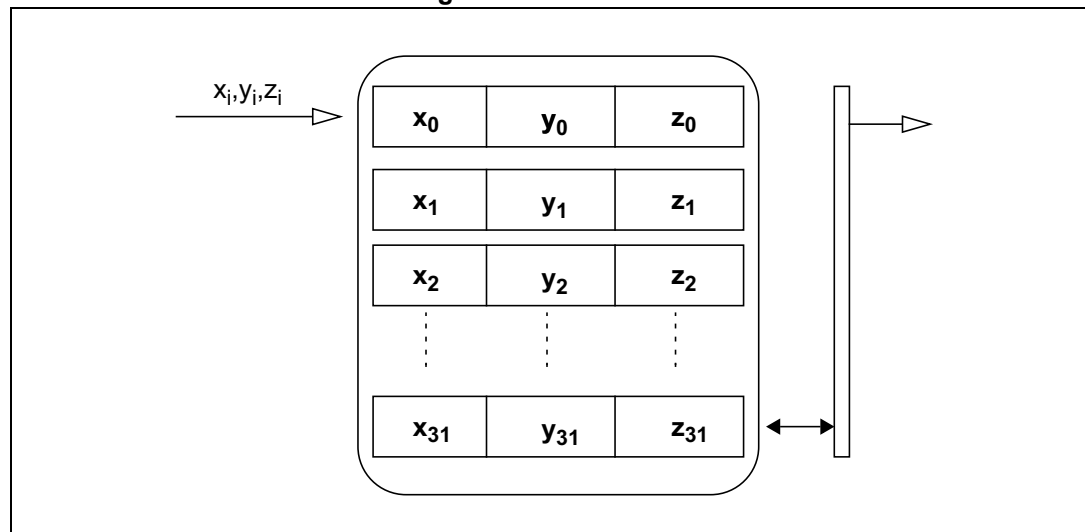 xᵢ,yᵢ,zᵢ
x₀ y₀ z₀
x₁ y₁ z₁
x₂ y₂ z₂
x₃₁ y₃₁ z₃₁